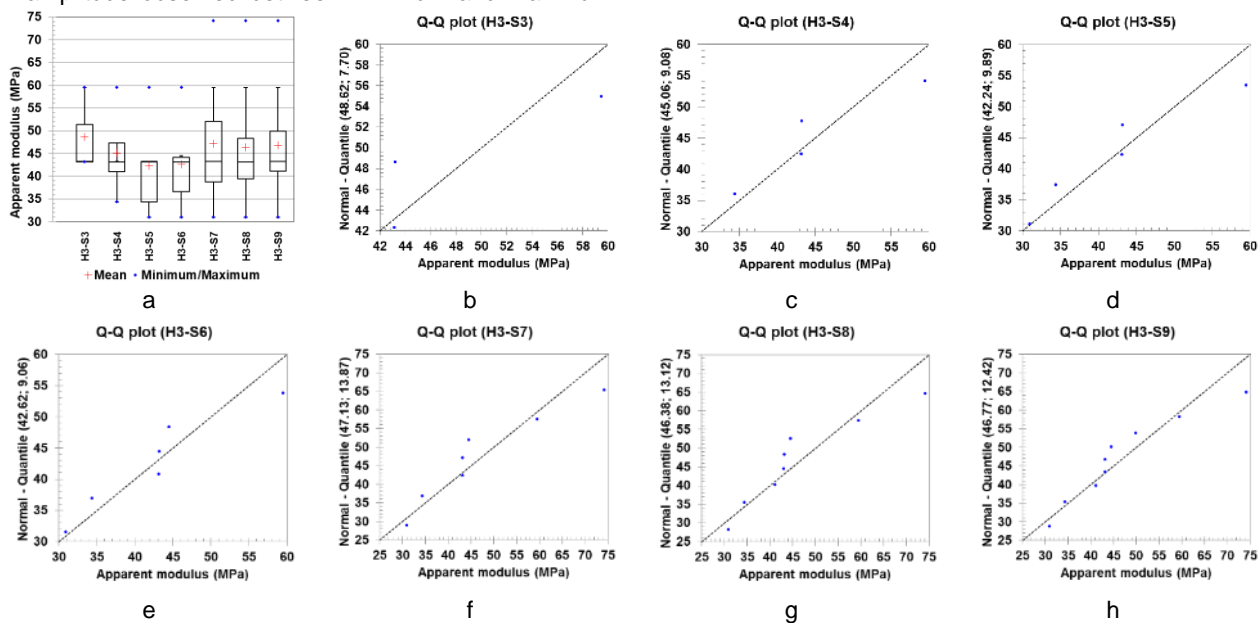 75
70
65
60
55
50
45
40
35
30
Apparent modulus (MPa)
H3-S3
H3-S4
H3-S5
H3-S6
H3-S7
H3-S8
H3-S9
+Mean • Minimum/Maximum
a
Q-Q plot (H3-S3)
Normal - Quantile (48.62; 7.70)
60
58
56
54
52
50
48
46
44
42
42 44 46 48 50 52 54 56 58 60
Apparent modulus (MPa)
b
Q-Q plot (H3-S4)
Normal - Quantile (45.06; 9.08)
60
55
50
45
40
35
30
30 35 40 45 50 55 60
Apparent modulus (MPa)
c
Q-Q plot (H3-S5)
Normal - Quantile (42.24; 9.89)
60
55
50
45
40
35
30
30 35 40 45 50 55 60
Apparent modulus (MPa)
d
Q-Q plot (H3-S6)
Normal - Quantile (42.62; 9.06)
60
55
50
45
40
35
30
30 35 40 45 50 55 60
Apparent modulus (MPa)
e
Q-Q plot (H3-S7)
Normal - Quantile (47.13; 13.87)
75
70
65
60
55
50
45
40
35
30
25
25 30 35 40 45 50 55 60 65 70 75
Apparent modulus (MPa)
f
Q-Q plot (H3-S8)
Normal - Quantile (46.38; 13.12)
75
70
65
60
55
50
45
40
35
30
25
25 30 35 40 45 50 55 60 65 70 75
Apparent modulus (MPa)
g
Q-Q plot (H3-S9)
Normal - Quantile (46.77; 12.42)
75
70
65
60
55
50
45
40
35
30
25
25 30 35 40 45 50 55 60 65 70 75
Apparent modulus (MPa)
h